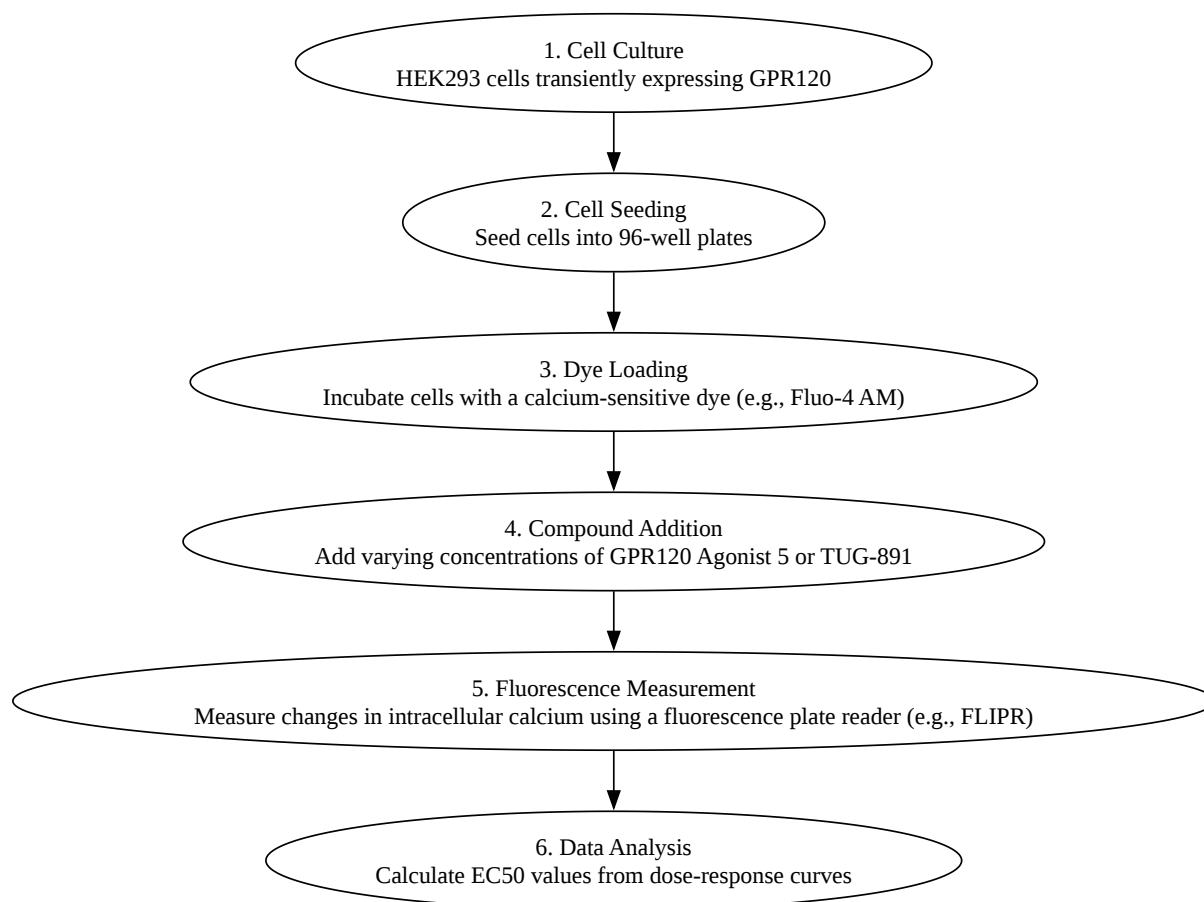 1. Cell Culture
HEK293 cells transiently expressing GPR120
2. Cell Seeding
Seed cells into 96-well plates
3. Dye Loading
Incubate cells with a calcium-sensitive dye (e.g., Fluo-4 AM)
4. Compound Addition
Add varying concentrations of GPR120 Agonist 5 or TUG-891
5. Fluorescence Measurement
Measure changes in intracellular calcium using a fluorescence plate reader (e.g., FLIPR)
6. Data Analysis
Calculate EC50 values from dose-response curves